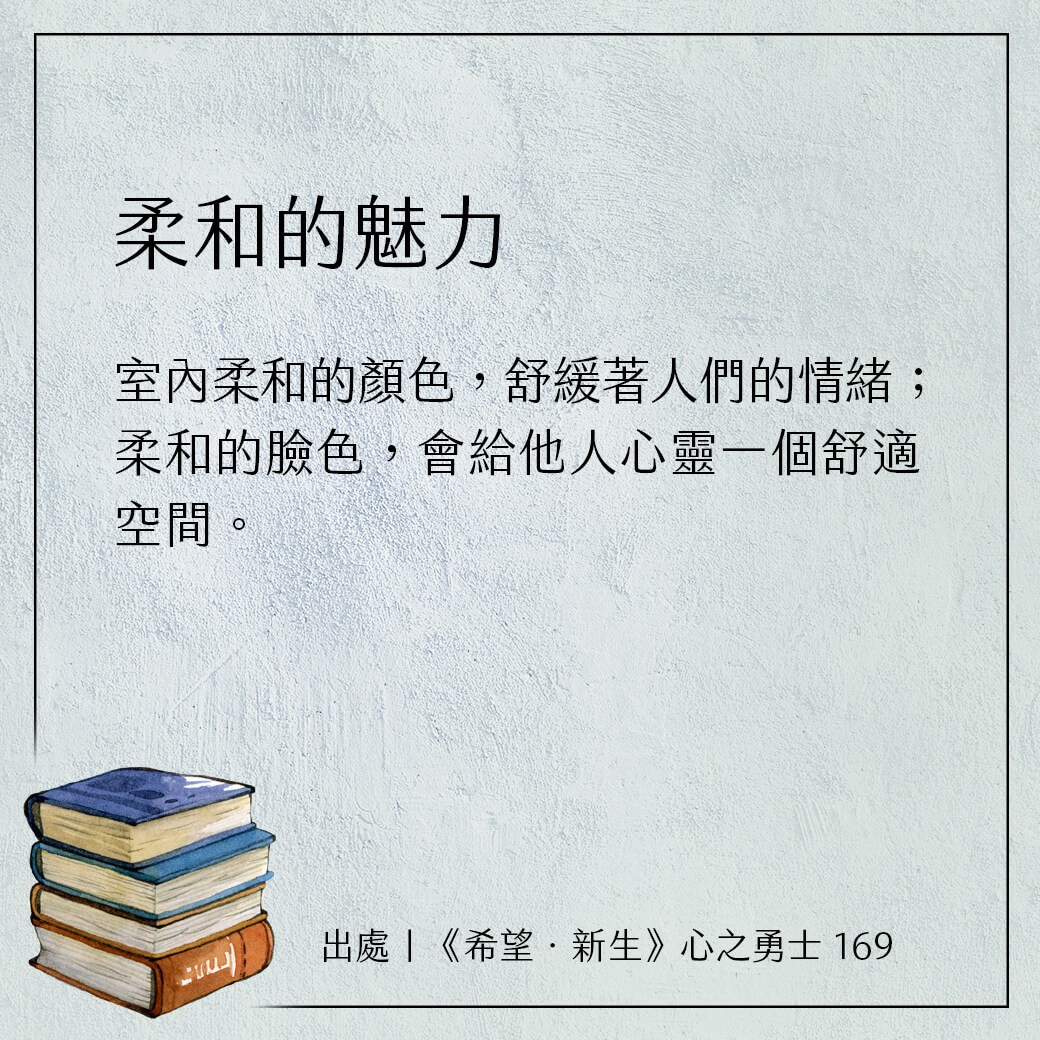 柔和的魅力
室內柔和的顏色，舒緩著人們的情緒；
柔和的臉色，會給他人心靈一個舒適
空間。
出處｜《希望．新生》心之勇士 169